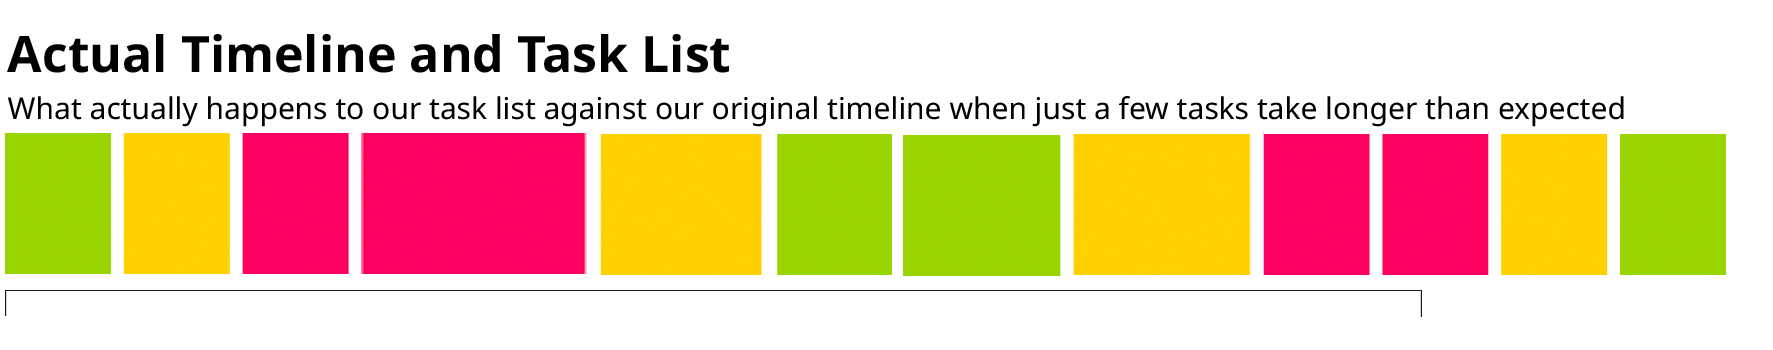 Actual Timeline and Task List
What actually happens to our task list against our original timeline when just a few tasks take longer than expected